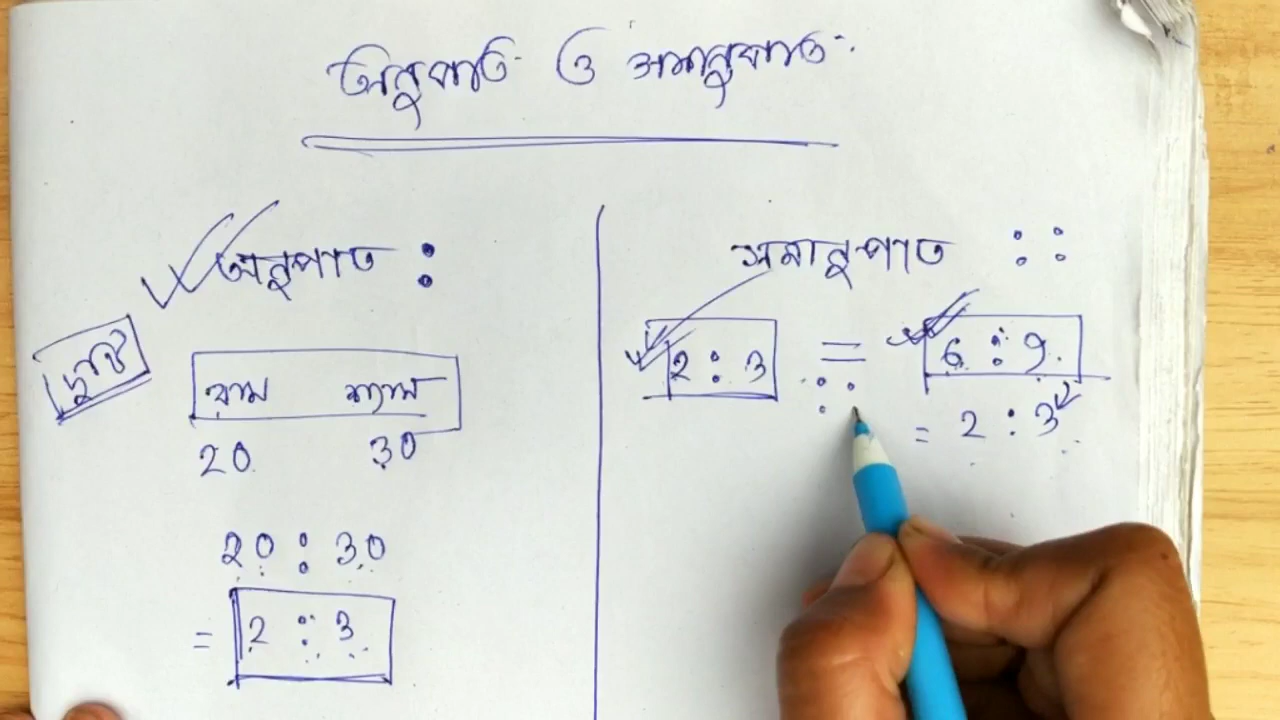 অনুপাত ও সমানুপাত
অনুপাত :
দুটি
রাম শ্যাম
20 30
20 : 30
= 2 : 3
সমানুপাত ::
2 : 3 = 6 : 9
::
= 2 : 3